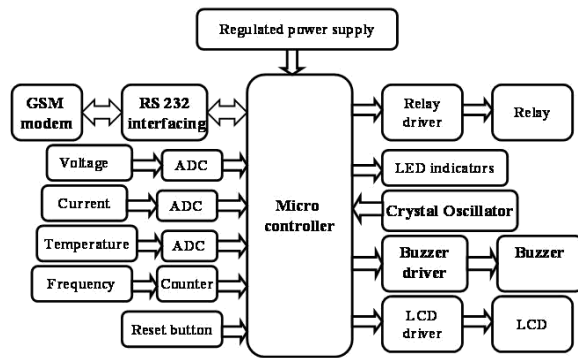 Regulated power supply
GSM
modem
RS 232
interfacing
Relay
driver
Relay
Voltage
ADC
LED indicators
Current
ADC
Micro
controller
Crystal Oscillator
Temperature
ADC
Buzzer
driver
Buzzer
Frequency
Counter
Reset button
LCD
driver
LCD